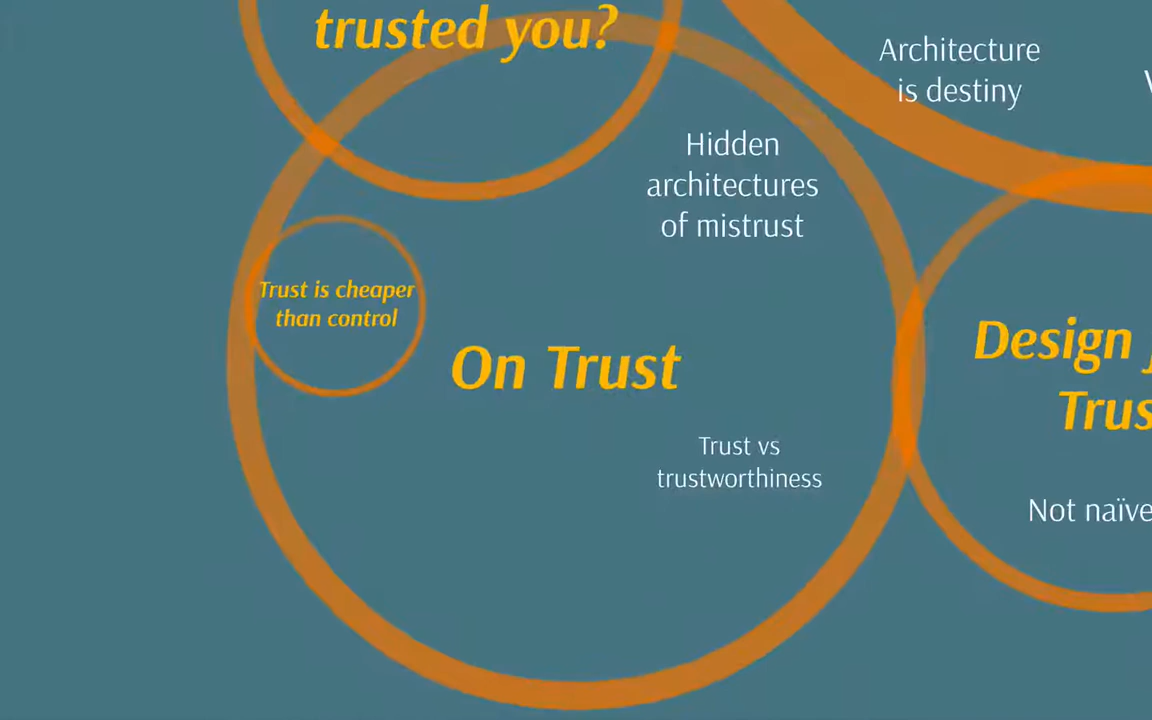 trusted you?
Architecture
is destiny
Hidden
architectures
of mistrust
Trust is cheaper
than control
On Trust
Design
Trus
Trust vs
trustworthiness
Not naïve